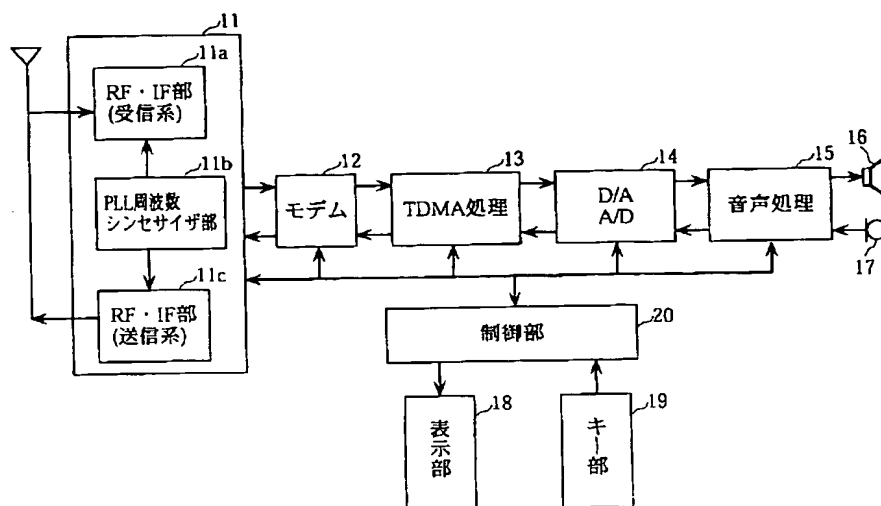 11
11a
RF・IF部
(受信系)
11b
PLL周波数
シンセサイザ部
11c
RF・IF部
(送信系)
12
モデム
13
TDMA処理
14
D/A
A/D
15
音声処理
16
17
制御部
20
表示部
18
キー部
19